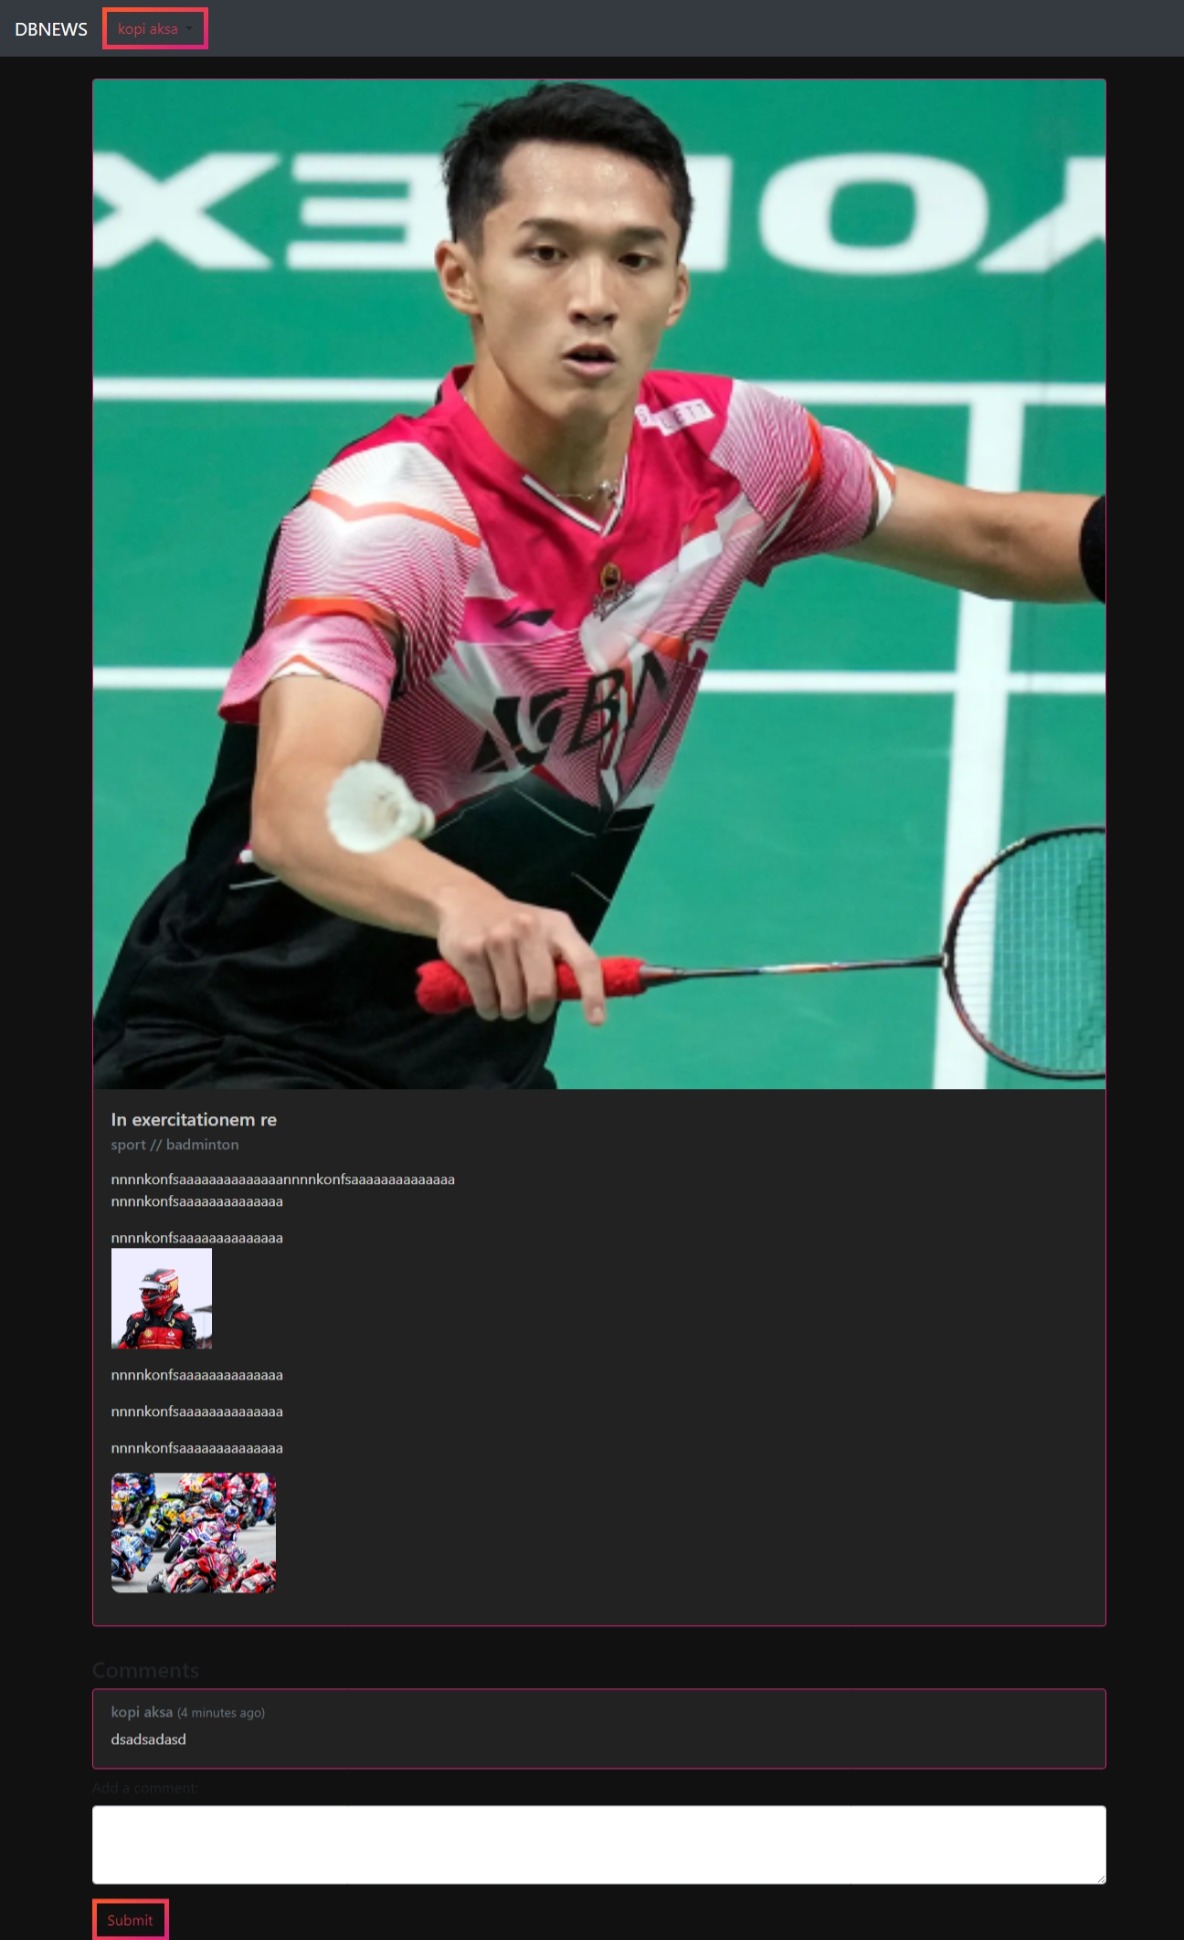 DBNEWS
kopi aksa
In exercitationem re
sport // badminton
nnnnkonfsaaaaaaaaaaaaaannnnkonfsaaaaaaaaaaaaaa
nnnnkonfsaaaaaaaaaaaaaa
nnnnkonfsaaaaaaaaaaaaaa
nnnnkonfsaaaaaaaaaaaaaa
nnnnkonfsaaaaaaaaaaaaaa
nnnnkonfsaaaaaaaaaaaaaa
Comments
kopi aksa (4 minutes ago)
dsadsadasd
Add a comment:
Submit